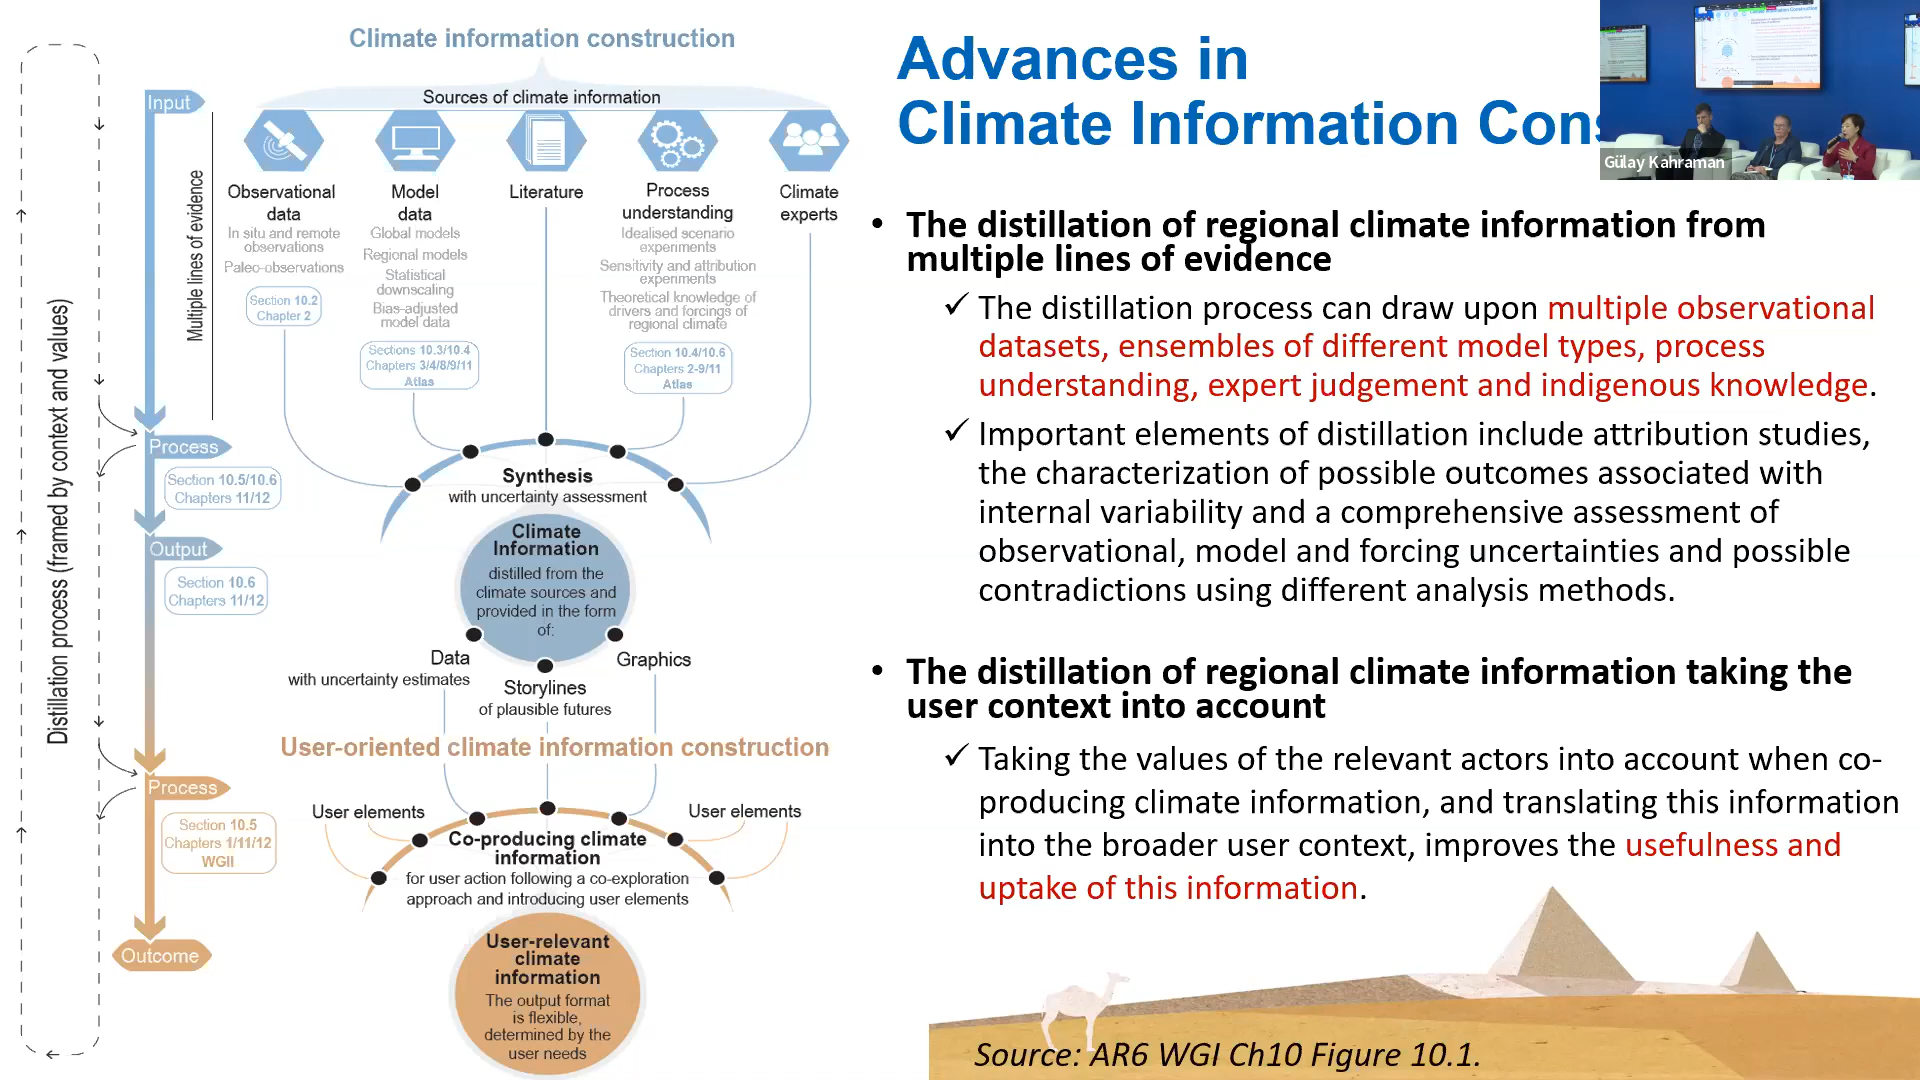 Climate information construction
Input
Sources of climate information
Multiple lines of evidence
Observational
data
In situ and remote
observations
Paleo-observations
Section 10.2
Chapter 2
Model
data
Global models
Regional models
Statistical
downscaling
Bias-adjusted
model data
Sections 10.3/10.4
Chapters 3/4/8/9/11
Atlas
Literature
Process
understanding
Idealised scenario
experiments
Sensitivity and attribution
experiments
Theoretical knowledge of
drivers and forcings of
regional climate
Section 10.4/10.6
Chapters 2-9/11
Atlas
Climate
experts
Distillation process (framed by context and values)
Process
Section 10.5/10.6
Chapters 11/12
Synthesis
with uncertainty assessment
Output
Section 10.6
Chapters 11/12
Climate
Information
distilled from the
climate sources and
provided in the form
of:
Data
with uncertainty estimates
Storylines
of plausible futures
Graphics
User-oriented climate information construction
Process
Section 10.5
Chapters 1/11/12
WGII
User elements
User elements
Co-producing climate
information
for user action following a co-exploration
approach and introducing user elements
Outcome
User-relevant
climate
information
The output format
is flexible,
determined by the
user needs
Advances in
Climate Information Cons
Gülay Kahraman
• The distillation of regional climate information from
multiple lines of evidence
✓ The distillation process can draw upon multiple observational
datasets, ensembles of different model types, process
understanding, expert judgement and indigenous knowledge.
✓ Important elements of distillation include attribution studies,
the characterization of possible outcomes associated with
internal variability and a comprehensive assessment of
observational, model and forcing uncertainties and possible
contradictions using different analysis methods.
• The distillation of regional climate information taking the
user context into account
✓ Taking the values of the relevant actors into account when co-
producing climate information, and translating this information
into the broader user context, improves the usefulness and
uptake of this information.
Source: AR6 WGI Ch10 Figure 10.1.